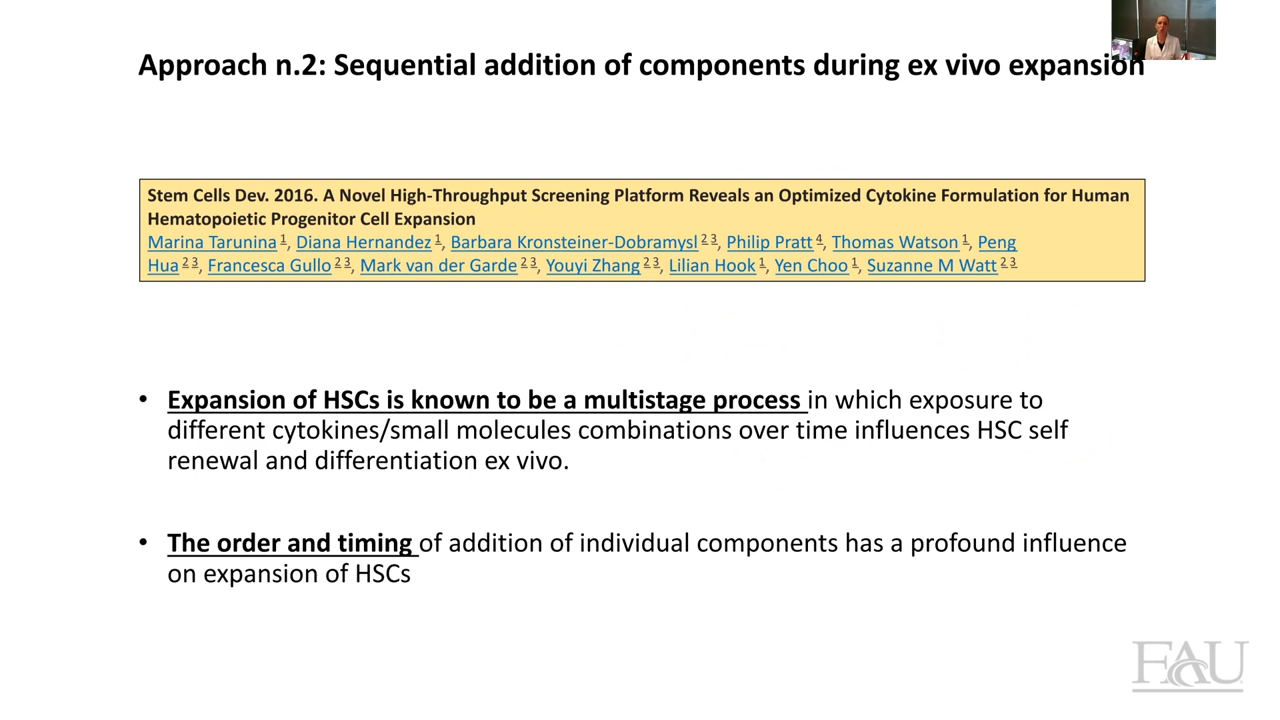 Approach n.2: Sequential addition of components during ex vivo expansion
Stem Cells Dev. 2016. A Novel High-Throughput Screening Platform Reveals an Optimized Cytokine Formulation for Human
Hematopoietic Progenitor Cell Expansion
Marina Tarunina 1, Diana Hernandez 1, Barbara Kronsteiner-Dobramysl 2 3, Philip Pratt 4, Thomas Watson 1, Peng
Hua 2 3, Francesca Gullo 2 3, Mark van der Garde 2 3, Youyi Zhang 2 3, Lilian Hook 1, Yen Choo 1, Suzanne M Watt 2 3
• Expansion of HSCs is known to be a multistage process in which exposure to
different cytokines/small molecules combinations over time influences HSC self
renewal and differentiation ex vivo.
• The order and timing of addition of individual components has a profound influence
on expansion of HSCs
FAU